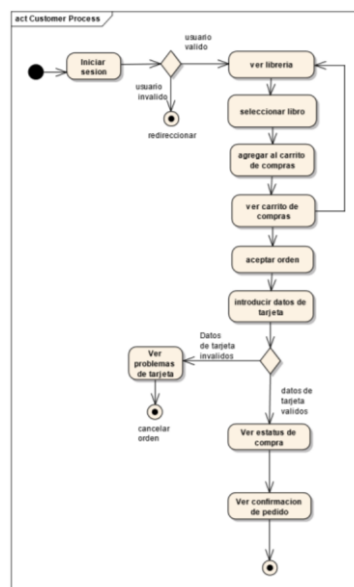 act Customer Process
Iniciar
sesion
usuario
valido
usuario
invalido
redireccionar
ver libreria
seleccionar libro
agregar al carrito
de compras
ver carrito de
compras
aceptar orden
introducir datos de
tarjeta
Datos
de tarjeta
invalidos
Ver
problemas
de tarjeta
cancelar
orden
datos de
tarjeta
validos
Ver estatus de
compra
Ver confirmacion
de pedido